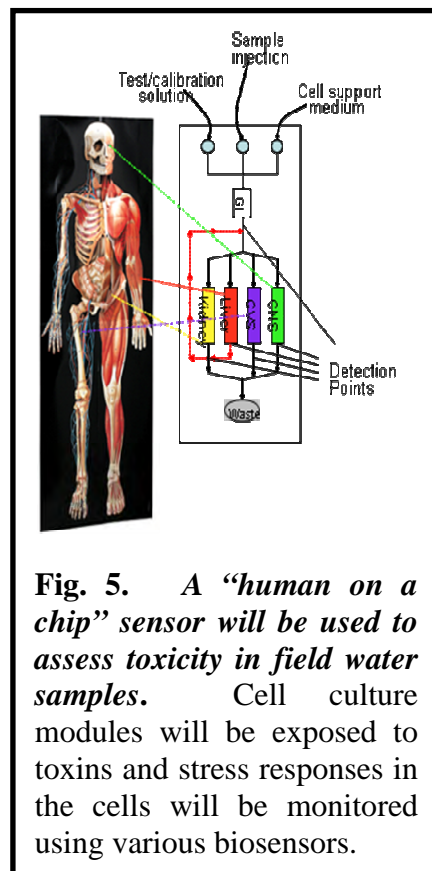 Sample
injection
Test/calibration
solution
Cell support
medium
GI
Kidney
Liver
CVS
CNS
Detection
Points
Waste
Fig. 5. A “human on a
chip” sensor will be used to
assess toxicity in field water
samples. Cell culture
modules will be exposed to
toxins and stress responses in
the cells will be monitored
using various biosensors.